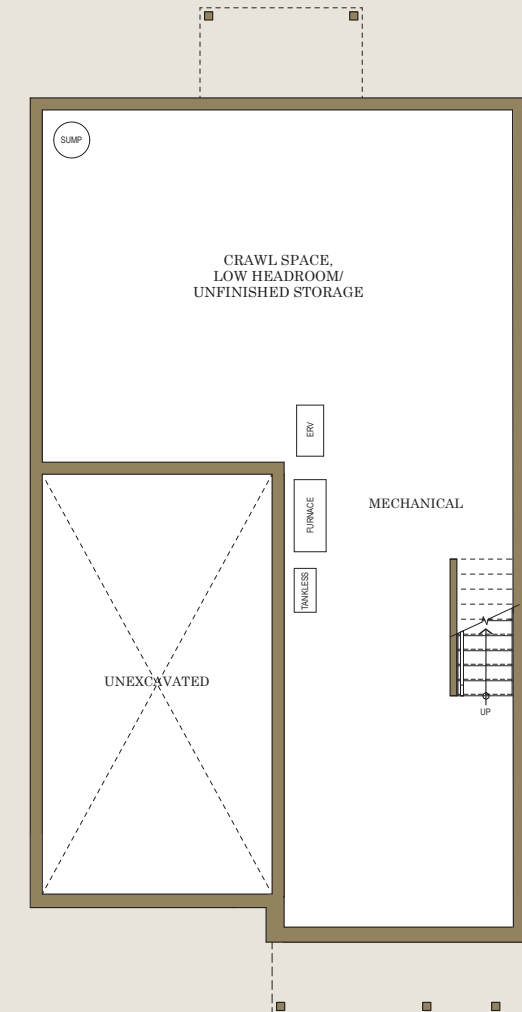 SUMP
CRAWL SPACE,
LOW HEADROOM/
UNFINISHED STORAGE
ERV
FURNACE
MECHANICAL
TANKLESS
UNEXCAVATED
UP